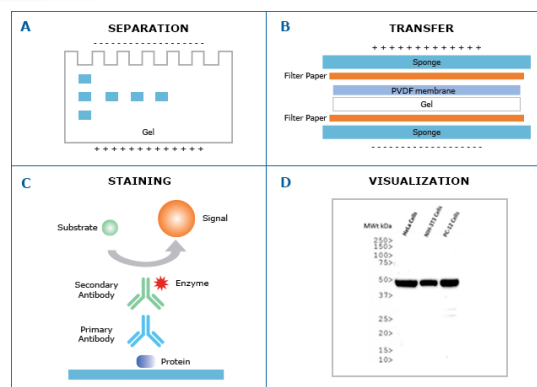 A
SEPARATION
- - - - - - - - - - - - - - - - - -
Gel
+ + + + + + + + + + + + +
B
TRANSFER
+ + + + + + + + + + + + +
Sponge
Filter Paper
PVDF membrane
Gel
Filter Paper
Sponge
- - - - - - - - - - - - - - - - - -
C
STAINING
Substrate
Signal
Secondary
Antibody
Enzyme
Primary
Antibody
Protein
D
VISUALIZATION
MWt kDa
HeLa Cells
NIH-3T3 Cells
PC-12 Cells
250>
150>
100>
75>
50>
37>
25>
20>
15>
10>